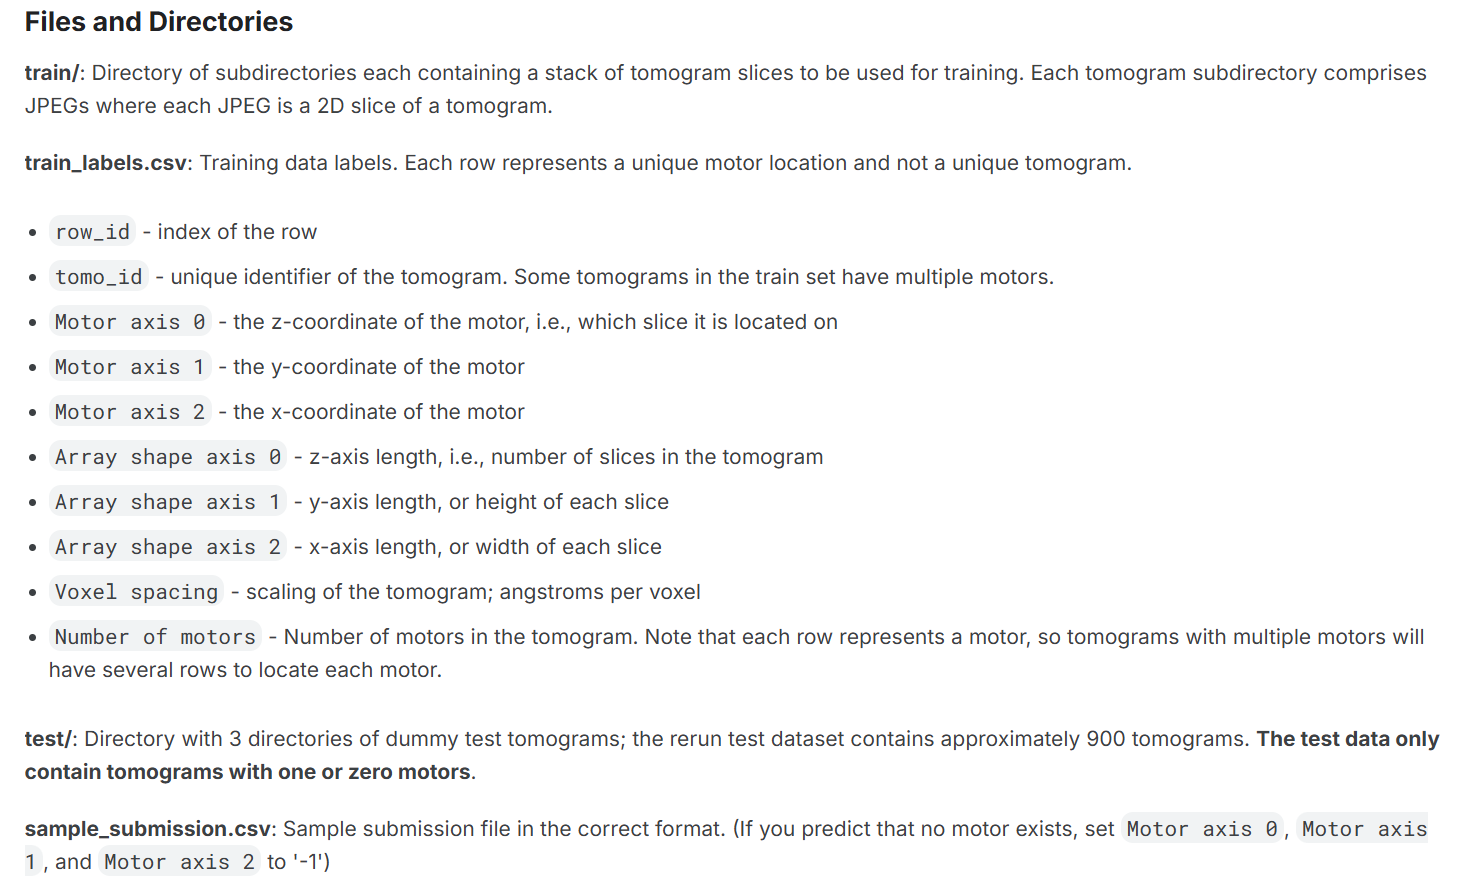 Files and Directories
train/: Directory of subdirectories each containing a stack of tomogram slices to be used for training. Each tomogram subdirectory comprises
JPEGs where each JPEG is a 2D slice of a tomogram.
train_labels.csv: Training data labels. Each row represents a unique motor location and not a unique tomogram.
• row_id - index of the row
• tomo_id - unique identifier of the tomogram. Some tomograms in the train set have multiple motors.
• Motor axis 0 - the z-coordinate of the motor, i.e., which slice it is located on
• Motor axis 1 - the y-coordinate of the motor
• Motor axis 2 - the x-coordinate of the motor
• Array shape axis 0 - z-axis length, i.e., number of slices in the tomogram
• Array shape axis 1 - y-axis length, or height of each slice
• Array shape axis 2 - x-axis length, or width of each slice
• Voxel spacing - scaling of the tomogram; angstroms per voxel
• Number of motors - Number of motors in the tomogram. Note that each row represents a motor, so tomograms with multiple motors will
have several rows to locate each motor.
test/: Directory with 3 directories of dummy test tomograms; the rerun test dataset contains approximately 900 tomograms. The test data only
contain tomograms with one or zero motors.
sample_submission.csv: Sample submission file in the correct format. (If you predict that no motor exists, set Motor axis 0, Motor axis
1, and Motor axis 2 to '-1')